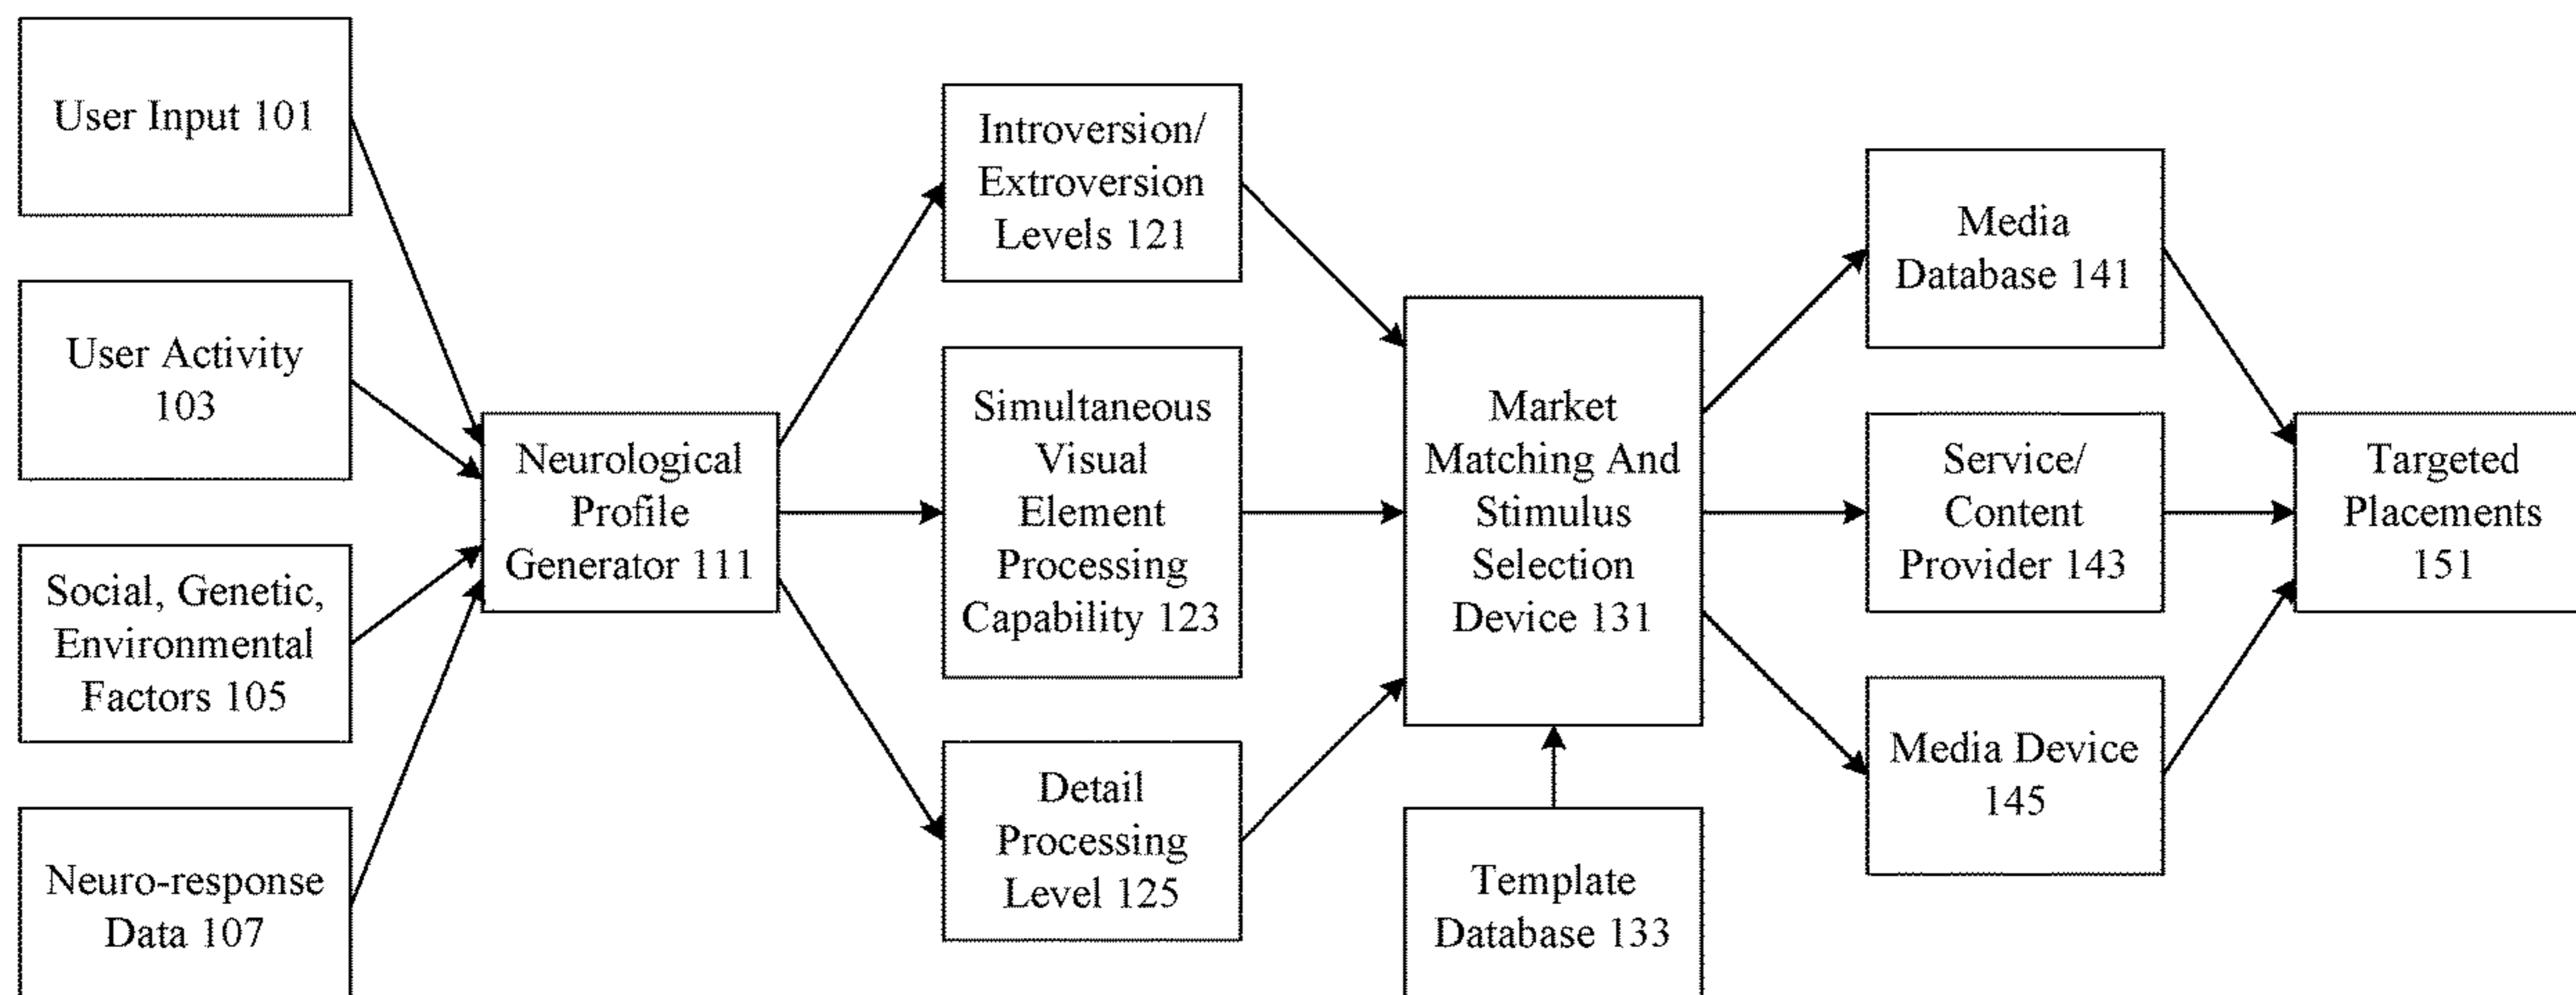 User Input 101
User Activity
103
Social, Genetic,
Environmental
Factors 105
Neuro-response
Data 107
Neurological
Profile
Generator 111
Introversion/
Extroversion
Levels 121
Simultaneous
Visual
Element
Processing
Capability 123
Detail
Processing
Level 125
Market
Matching And
Stimulus
Selection
Device 131
Template
Database 133
Media
Database 141
Service/
Content
Provider 143
Media Device
145
Targeted
Placements
151